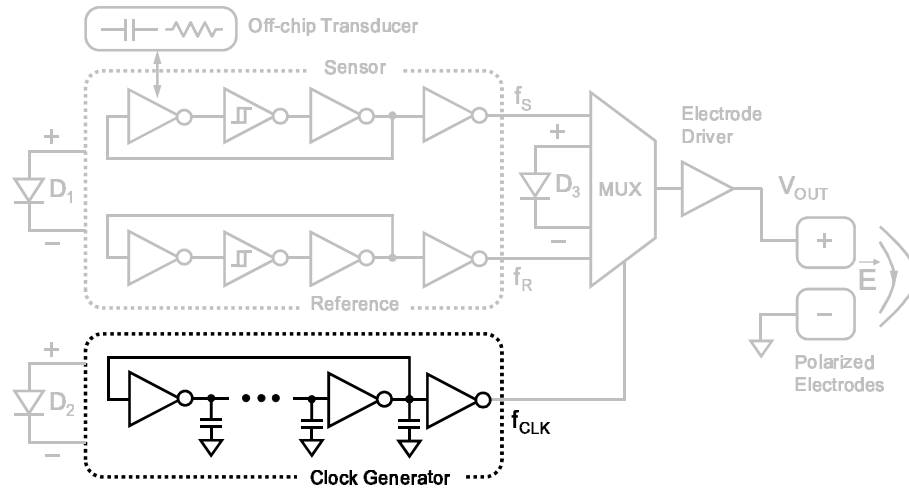 Off-chip Transducer
Sensor
f_S
Electrode
Driver
+
+
D_1
D_3
MUX
V_OUT
−
−
+
f_R
E
Reference
−
+
Polarized
Electrodes
D_2
−
f_CLK
Clock Generator